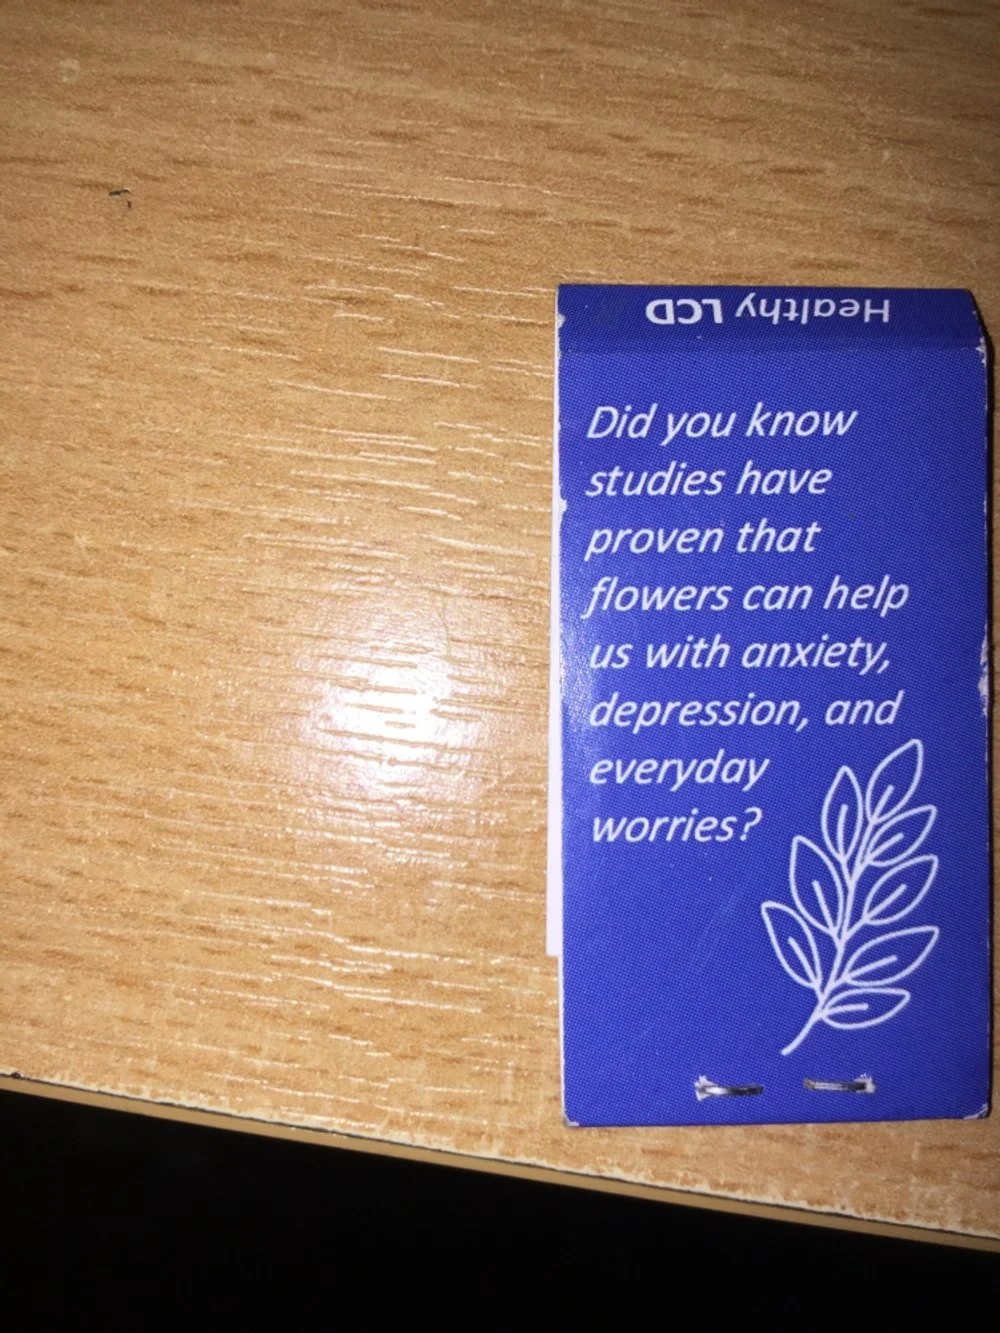 Healthy LCD
Did you know
studies have
proven that
flowers can help
us with anxiety,
depression, and
everyday
worries?